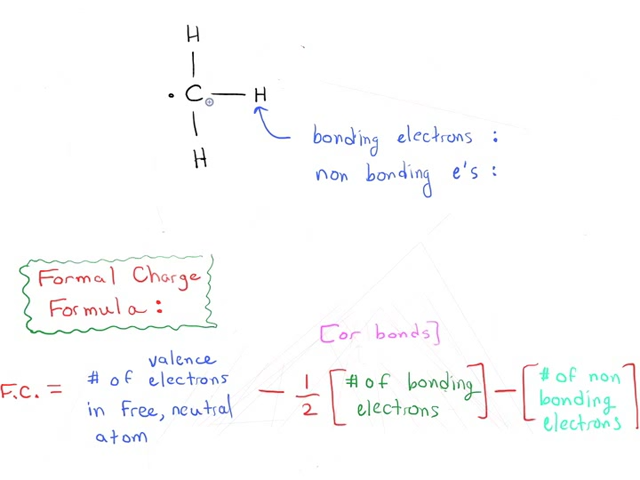 H
• C — H
H
bonding electrons :
non bonding e's :
Formal Charge
Formula :
[or bonds]
F.C. = # of valence electrons in free, neutral atom — 1/2 [# of bonding electrons] — [# of non bonding electrons]